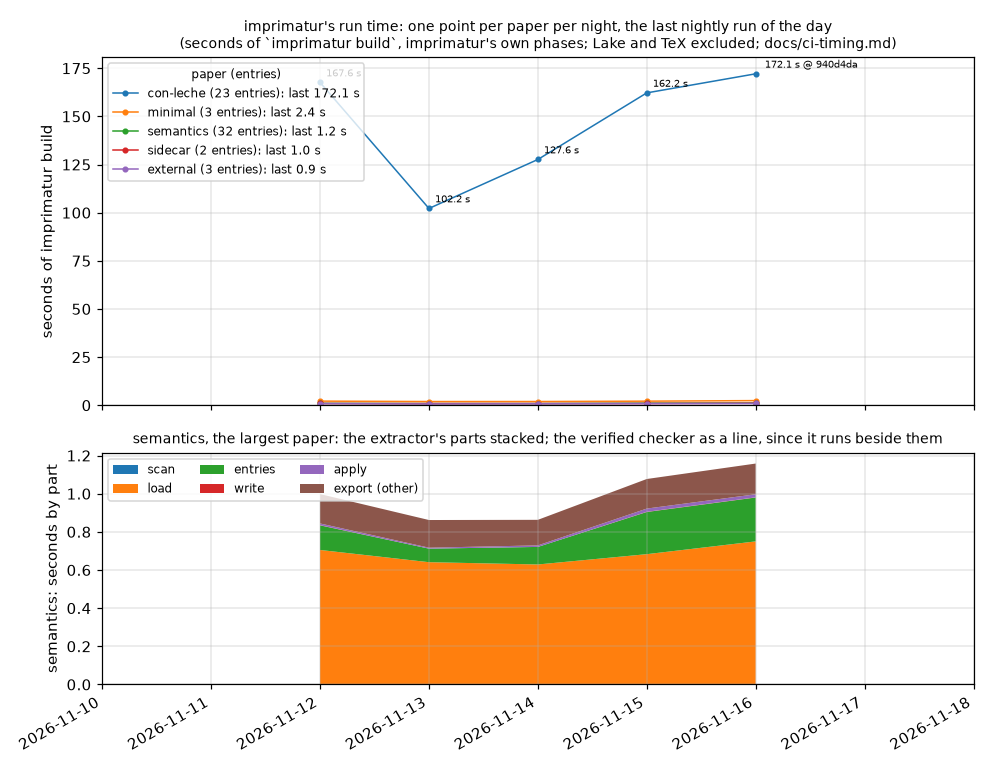 imprimatur's run time: one point per paper per night, the last nightly run of the day
(seconds of `imprimatur build`, imprimatur's own phases; Lake and TeX excluded; docs/ci-timing.md)
seconds of imprimatur build
175
150
125
100
75
50
25
0
paper (entries)
con-leche (23 entries): last 172.1 s
minimal (3 entries): last 2.4 s
semantics (32 entries): last 1.2 s
sidecar (2 entries): last 1.0 s
external (3 entries): last 0.9 s
167.6 s
102.2 s
127.6 s
162.2 s
172.1 s @ 940d4da
semantics, the largest paper: the extractor's parts stacked; the verified checker as a line, since it runs beside them
semantics: seconds by part
1.2
1.0
0.8
0.6
0.4
0.2
0.0
scan
load
entries
write
apply
export (other)
2026-11-10
2026-11-11
2026-11-12
2026-11-13
2026-11-14
2026-11-15
2026-11-16
2026-11-17
2026-11-18